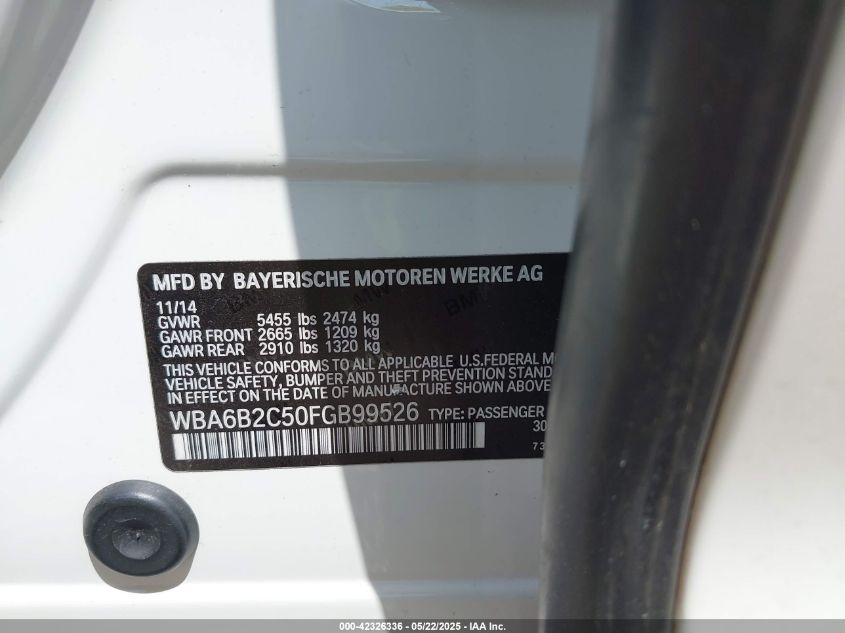 MFD BY BAYERISCHE MOTOREN WERKE AG
11/14
GVWR 5455 lbs 2474 kg
GAWR FRONT 2665 lbs 1209 kg
GAWR REAR 2910 lbs 1320 kg
THIS VEHICLE CONFORMS TO ALL APPLICABLE U.S.FEDERAL M
VEHICLE SAFETY, BUMPER AND THEFT PREVENTION STAND
IN EFFECT ON THE DATE OF MANUFACTURE SHOWN ABOVE
WBA6B2C50FGB99526 TYPE: PASSENGER
30
73
000-42326336 - 05/22/2025 - IAA Inc.